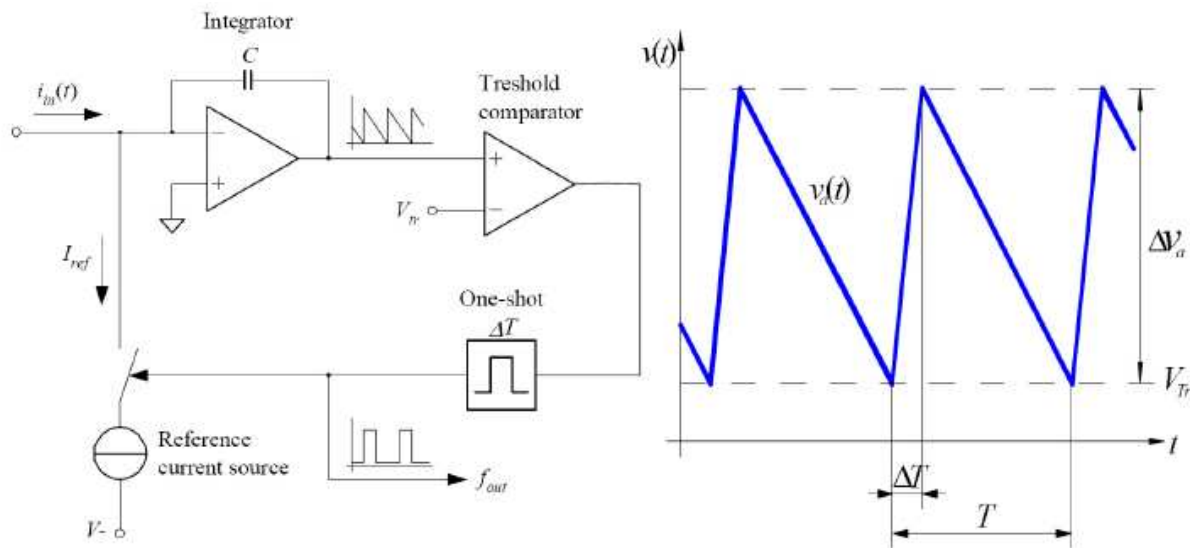 Integrator
C
i_in(t)
−
+
Treshold
comparator
+
−
V_tr
I_ref
One-shot
ΔT
Reference
current source
V-
f_out
v(t)
v_a(t)
ΔV_a
V_Tr
t
ΔT
T